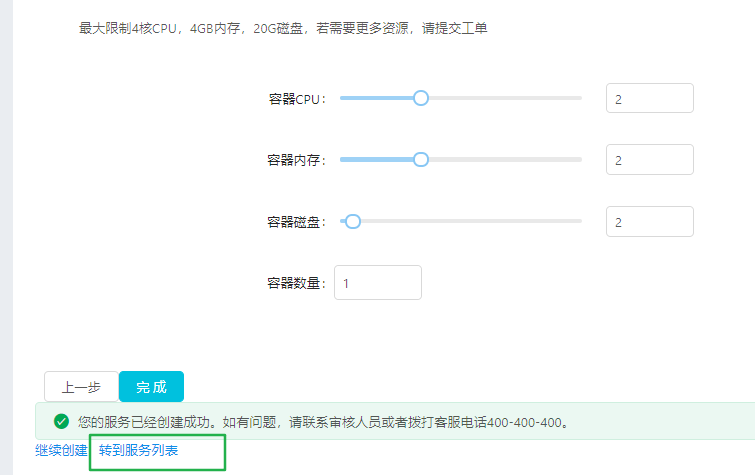 最大限制4核CPU，4GB内存，20G磁盘，若需要更多资源，请提交工单
容器CPU： 2
容器内存： 2
容器磁盘： 2
容器数量： 1
上一步 完成
您的服务已经创建成功。如有问题，请联系审核人员或者拨打客服电话400-400-400。
继续创建 转到服务列表